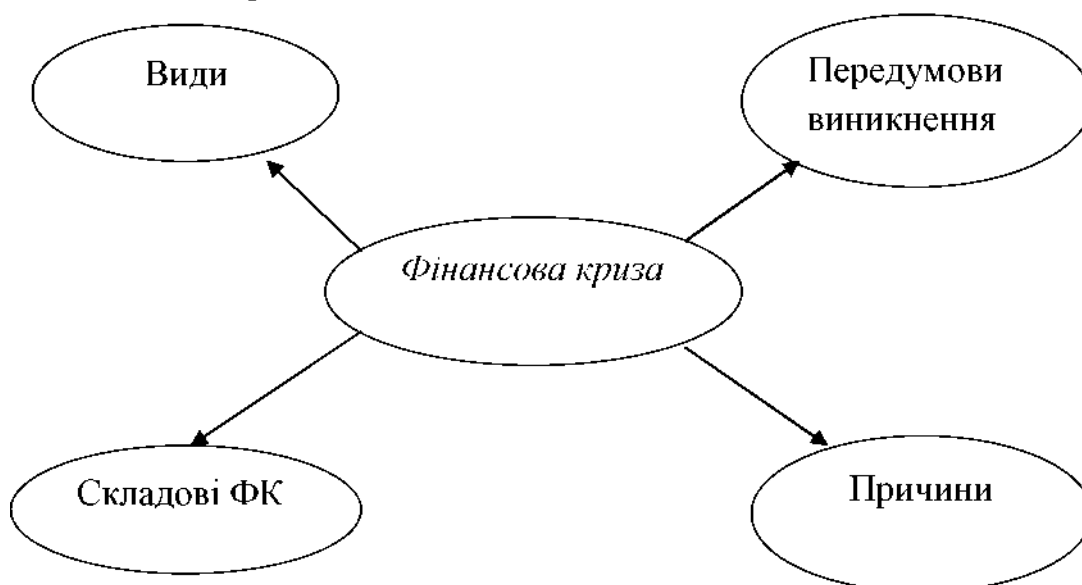 Види
Передумови
виникнення
Фінансова криза
Складові ФК
Причини